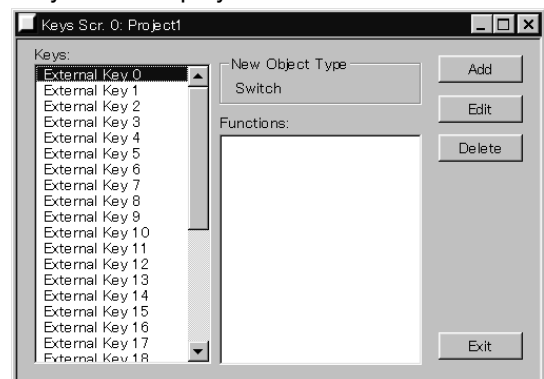 Keys Scr. 0: Project1
Keys:
External Key 0
External Key 1
External Key 2
External Key 3
External Key 4
External Key 5
External Key 6
External Key 7
External Key 8
External Key 9
External Key 10
External Key 11
External Key 12
External Key 13
External Key 14
External Key 15
External Key 16
External Key 17
External Key 18
New Object Type
Switch
Functions:
Add
Edit
Delete
Exit